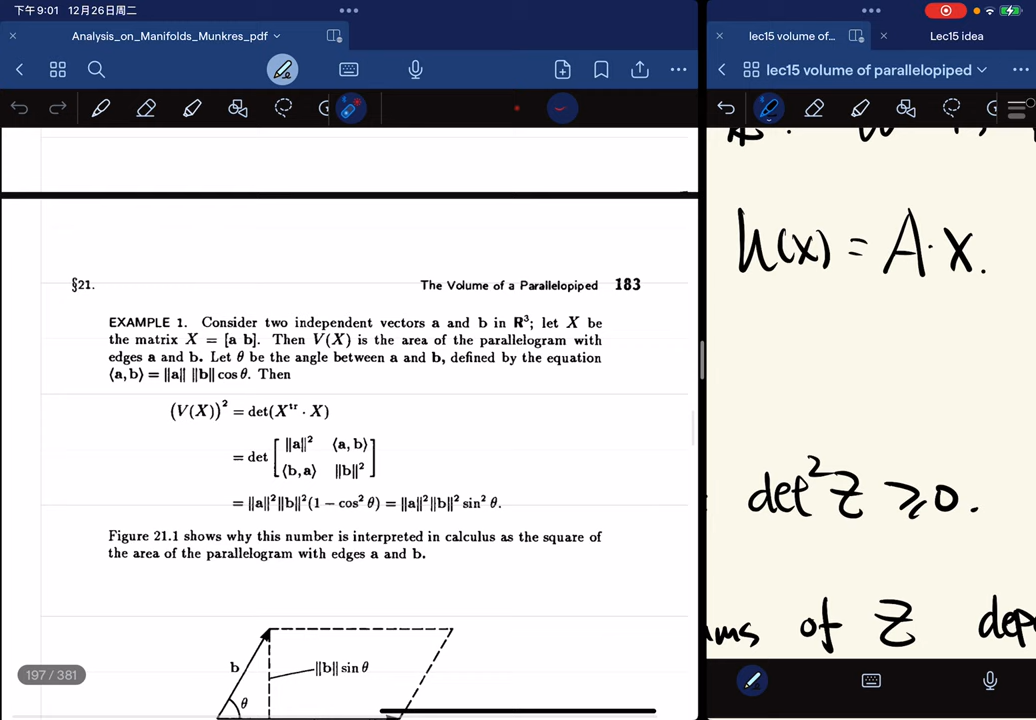 下午9:01 12月26日周二
Analysis_on_Manifolds_Munkres_pdf
lec15 volume of...
Lec15 idea
lec15 volume of parallelopiped
§21.
The Volume of a Parallelopiped 183
EXAMPLE 1. Consider two independent vectors a and b in R³; let X be
the matrix X = [a b]. Then V(X) is the area of the parallelogram with
edges a and b. Let θ be the angle between a and b, defined by the equation
⟨a, b⟩ = ||a|| ||b|| cos θ. Then
(V(X))² = det(Xᵗʳ · X)
= det [ ||a||² ⟨a, b⟩
⟨b, a⟩ ||b||² ]
= ||a||²||b||²(1 − cos² θ) = ||a||²||b||² sin² θ.
Figure 21.1 shows why this number is interpreted in calculus as the square of
the area of the parallelogram with edges a and b.
b
||b|| sin θ
θ
197 / 381
h(x) = A · x.
det² Z ⩾ 0.
of Z